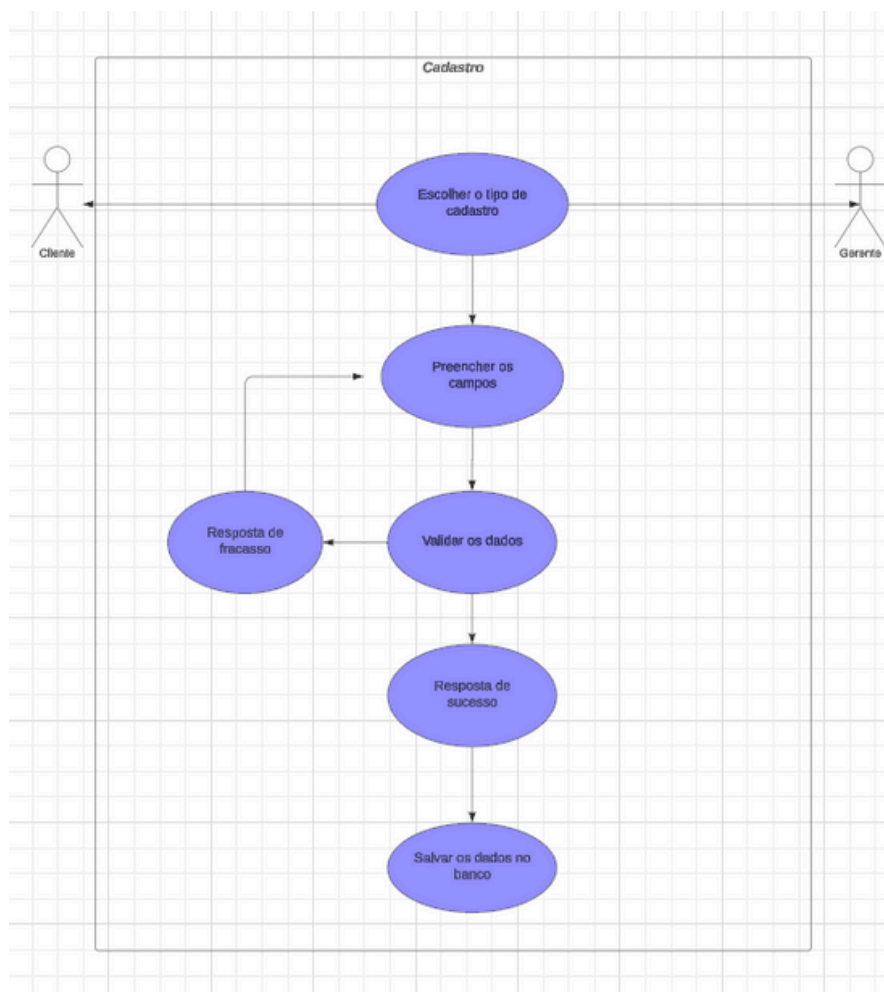 Cadastro
Escolher o tipo de
cadastro
Cliente
Gerente
Preencher os
campos
Resposta de
fracasso
Validar os dados
Resposta de
sucesso
Salvar os dados no
banco